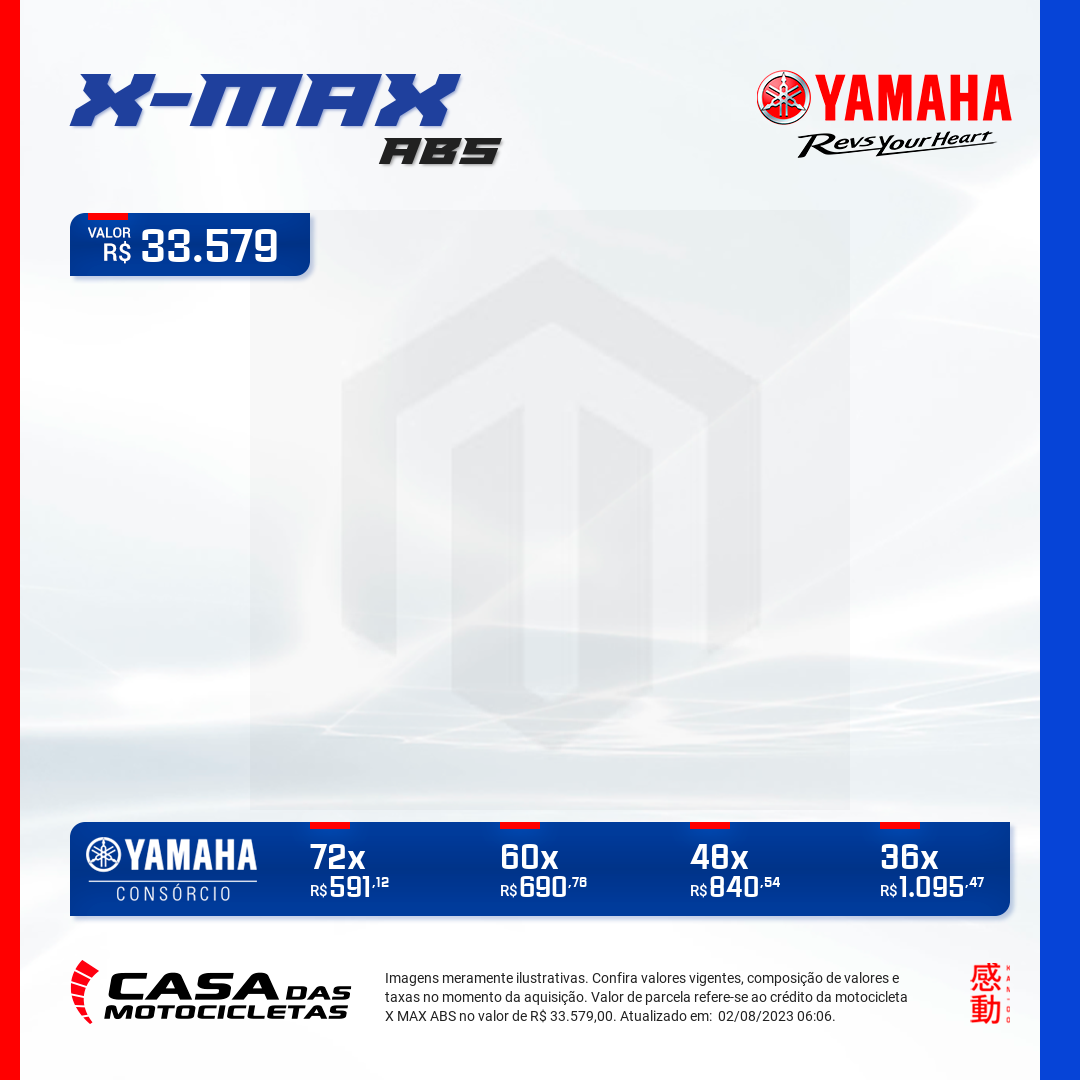 X-MAX
ABS
YAMAHA
Revs Your Heart
VALOR
R$ 33.579
YAMAHA
CONSÓRCIO
72x
R$ 591,12
60x
R$ 690,78
48x
R$ 840,54
36x
R$ 1.095,47
CASA DAS
MOTOCICLETAS
Imagens meramente ilustrativas. Confira valores vigentes, composição de valores e
taxas no momento da aquisição. Valor de parcela refere-se ao crédito da motocicleta
X MAX ABS no valor de R$ 33.579,00. Atualizado em: 02/08/2023 06:06.
感動
KANDO